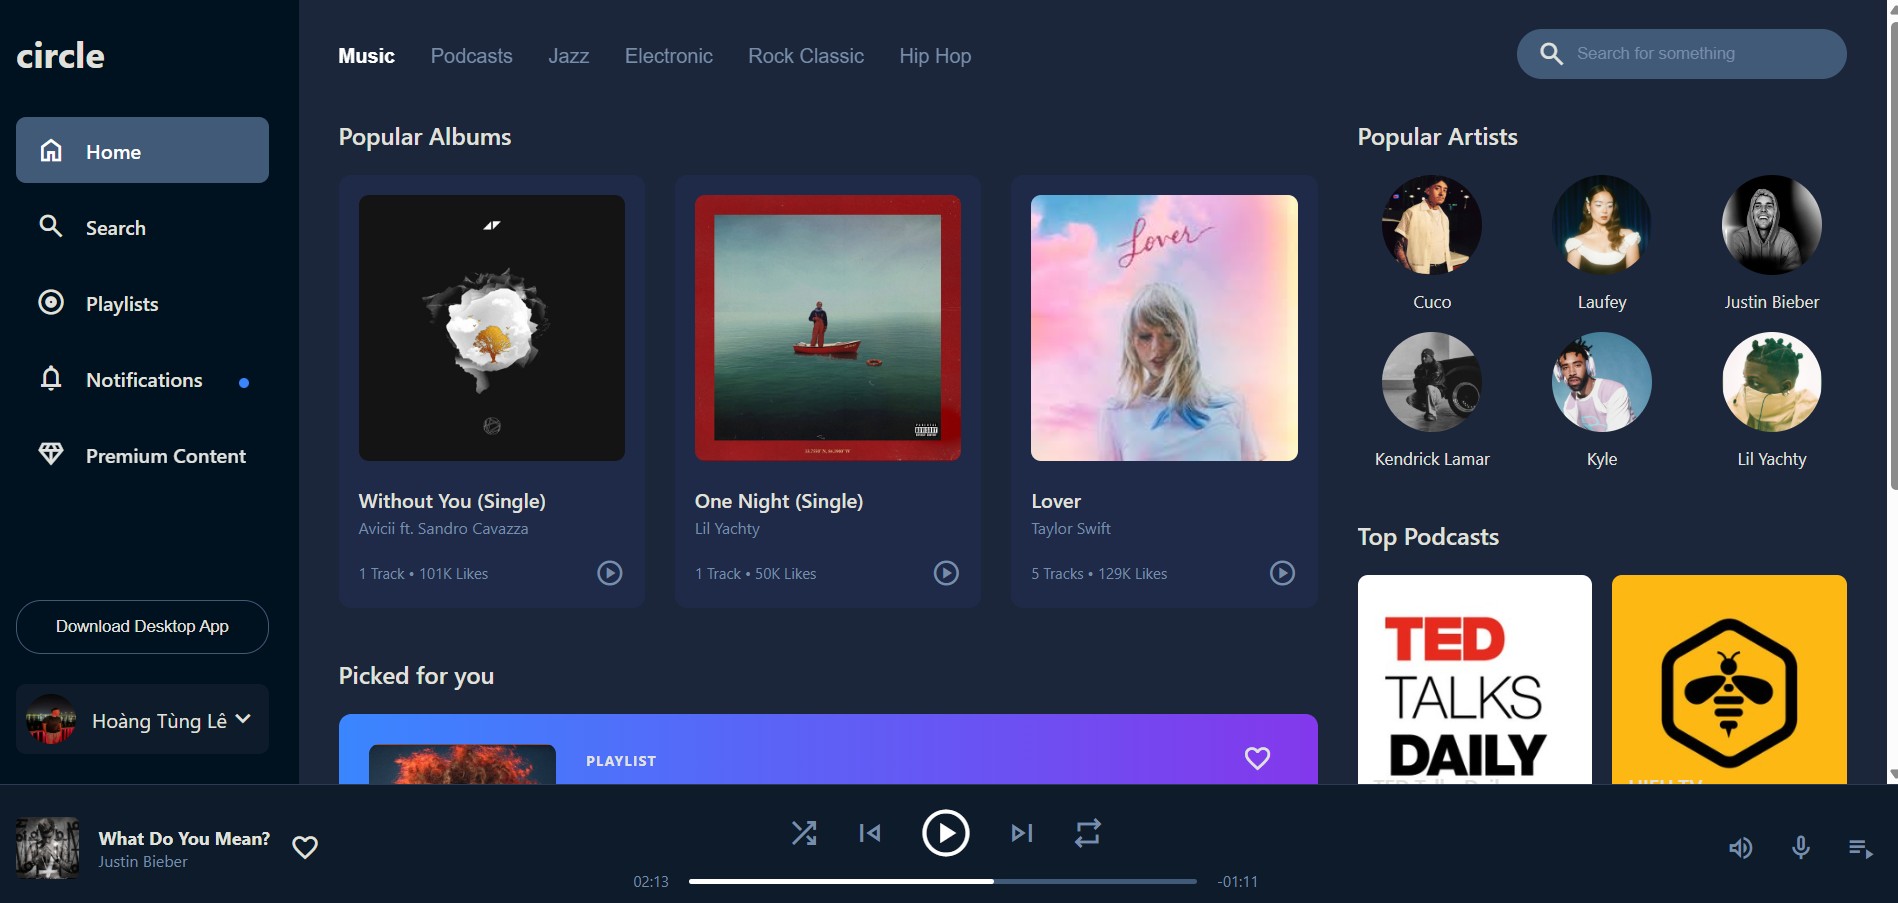 circle
Home
Search
Playlists
Notifications
Premium Content
Download Desktop App
Hoàng Tùng Lê
Music
Podcasts
Jazz
Electronic
Rock Classic
Hip Hop
Search for something
Popular Albums
Without You (Single)
Avicii ft. Sandro Cavazza
1 Track • 101K Likes
One Night (Single)
Lil Yachty
1 Track • 50K Likes
Lover
Lover
Taylor Swift
5 Tracks • 129K Likes
Picked for you
PLAYLIST
Popular Artists
Cuco
Laufey
Justin Bieber
Kendrick Lamar
Kyle
Lil Yachty
Top Podcasts
TED
TALKS
DAILY
What Do You Mean?
Justin Bieber
02:13
-01:11